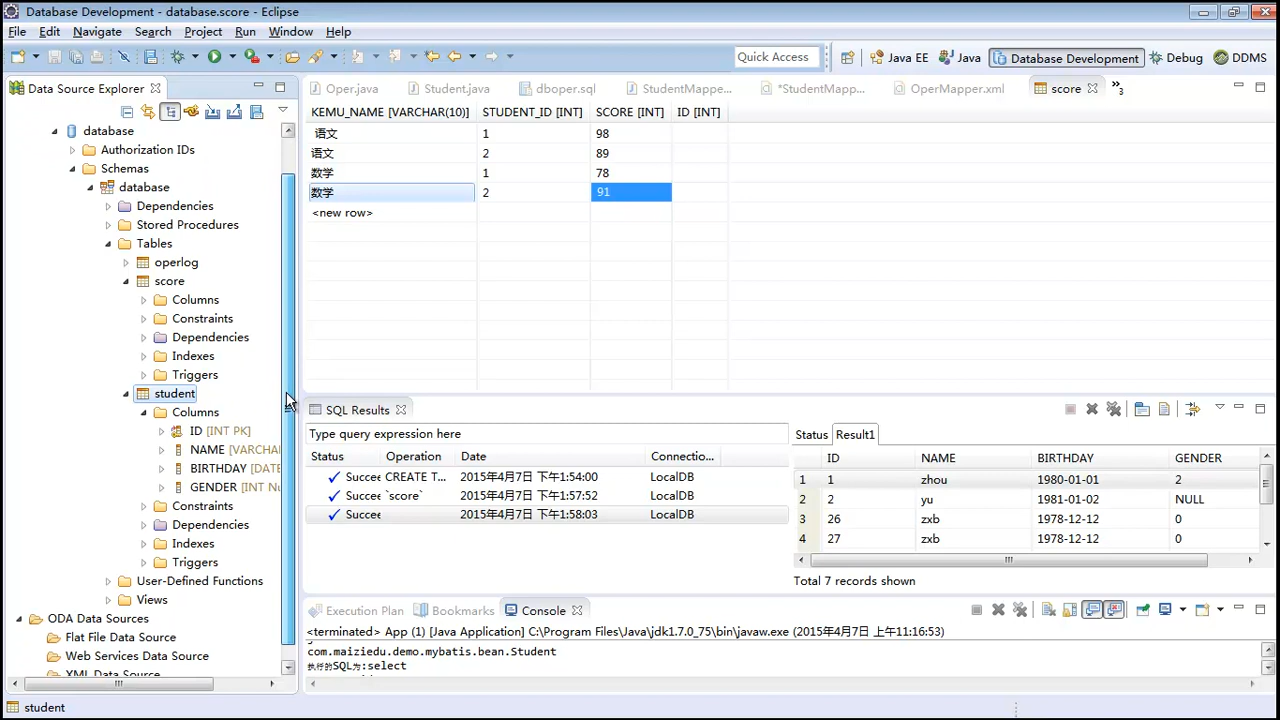 Database Development - database.score - Eclipse
File Edit Navigate Search Project Run Window Help
Quick Access
Java EE
Java
Database Development
Debug
DDMS
Data Source Explorer
Oper.java
Student.java
dboper.sql
StudentMappe...
*StudentMapp...
OperMapper.xml
score
»3
database
Authorization IDs
Schemas
database
Dependencies
Stored Procedures
Tables
operlog
score
Columns
Constraints
Dependencies
Indexes
Triggers
student
Columns
ID [INT PK]
NAME [VARCHA
BIRTHDAY [DATE
GENDER [INT Nu
Constraints
Dependencies
Indexes
Triggers
User-Defined Functions
Views
ODA Data Sources
Flat File Data Source
Web Services Data Source
XML Data Source
KEMU_NAME [VARCHAR(10)] STUDENT_ID [INT] SCORE [INT] ID [INT]
语文 1 98
语文 2 89
数学 1 78
数学 2 91
<new row>
SQL Results
Type query expression here
Status Operation Date Connectio...
Succee CREATE T... 2015年4月7日 下午1:54:00 LocalDB
Succee `score` 2015年4月7日 下午1:57:52 LocalDB
Succee 2015年4月7日 下午1:58:03 LocalDB
Status Result1
ID NAME BIRTHDAY GENDER
1 1 zhou 1980-01-01 2
2 2 yu 1981-01-02 NULL
3 26 zxb 1978-12-12 0
4 27 zxb 1978-12-12 0
Total 7 records shown
Execution Plan Bookmarks Console
<terminated> App (1) [Java Application] C:\Program Files\Java\jdk1.7.0_75\bin\javaw.exe (2015年4月7日 上午11:16:53)
com.maiziedu.demo.mybatis.bean.Student
执行的SQL为:select
student